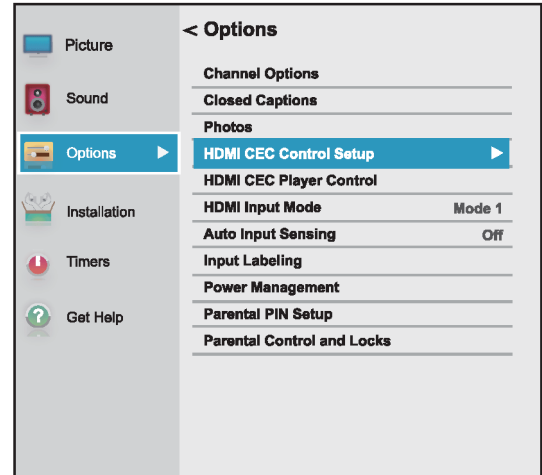 Picture
Sound
Options
Installation
Timers
Get Help
< Options
Channel Options
Closed Captions
Photos
HDMI CEC Control Setup
HDMI CEC Player Control
HDMI Input Mode Mode 1
Auto Input Sensing Off
Input Labeling
Power Management
Parental PIN Setup
Parental Control and Locks